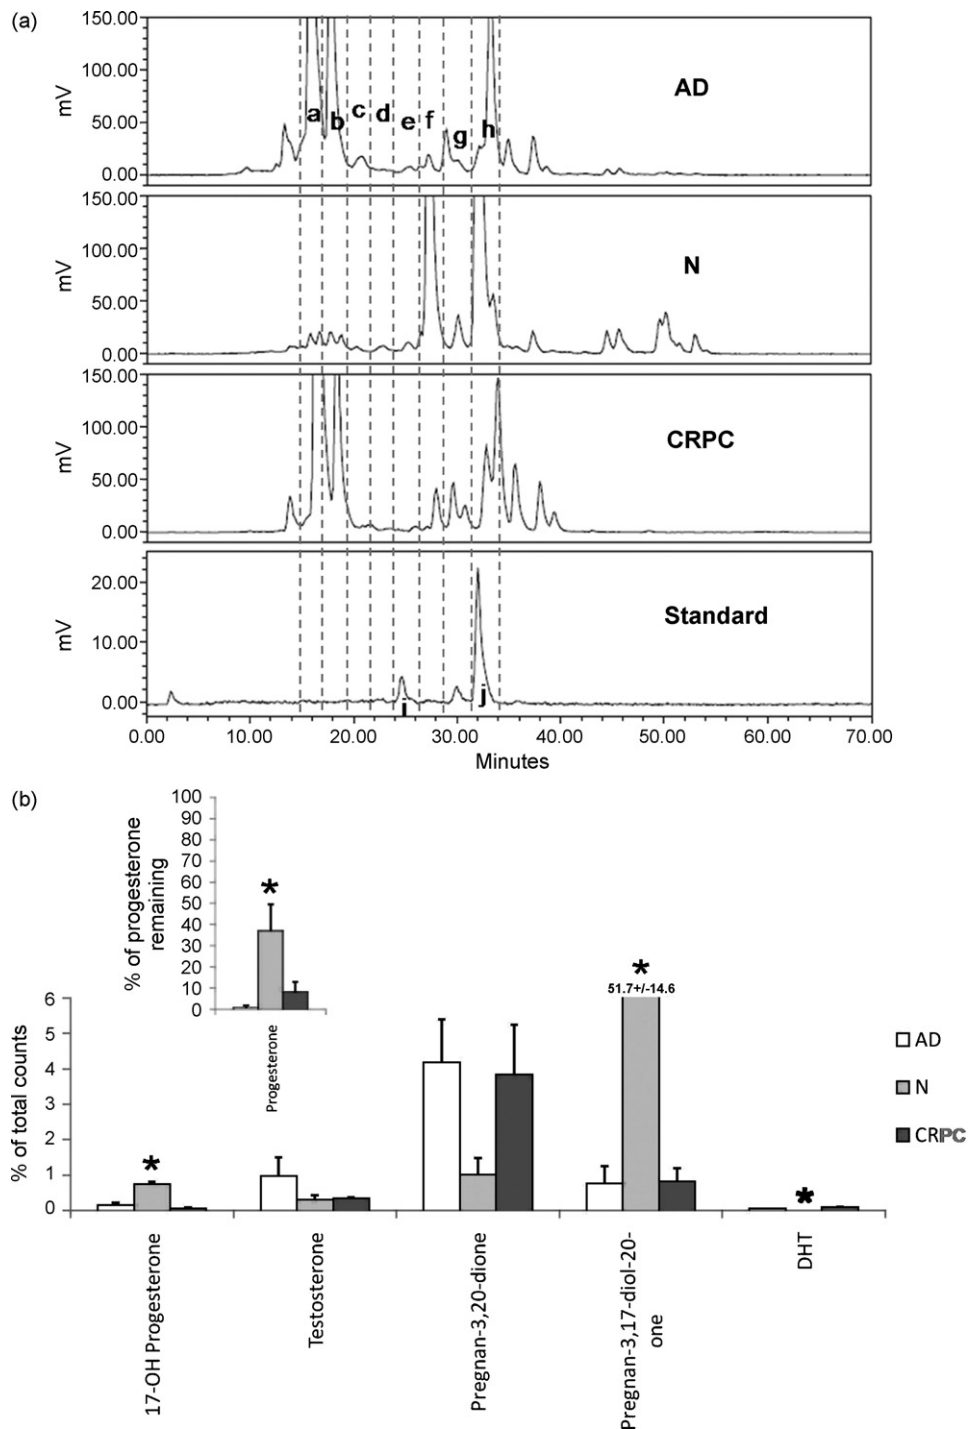 (a)
150.00
100.00
50.00
0.00
mV
a b c d e f g h
AD
150.00
100.00
50.00
0.00
mV
N
150.00
100.00
50.00
0.00
mV
CRPC
20.00
10.00
0.00
mV
Standard
i
j
0.00 10.00 20.00 30.00 40.00 50.00 60.00 70.00
Minutes
(b)
% of progesterone
remaining
100
90
80
70
60
50
40
30
20
10
0
*
Progesterone
% of total counts
6
5
4
3
2
1
0
*
*
51.7+/-14.6
*
AD
N
CRPC
17-OH Progesterone
Testosterone
Pregnan-3,20-dione
Pregnan-3,17-diol-20-
one
DHT